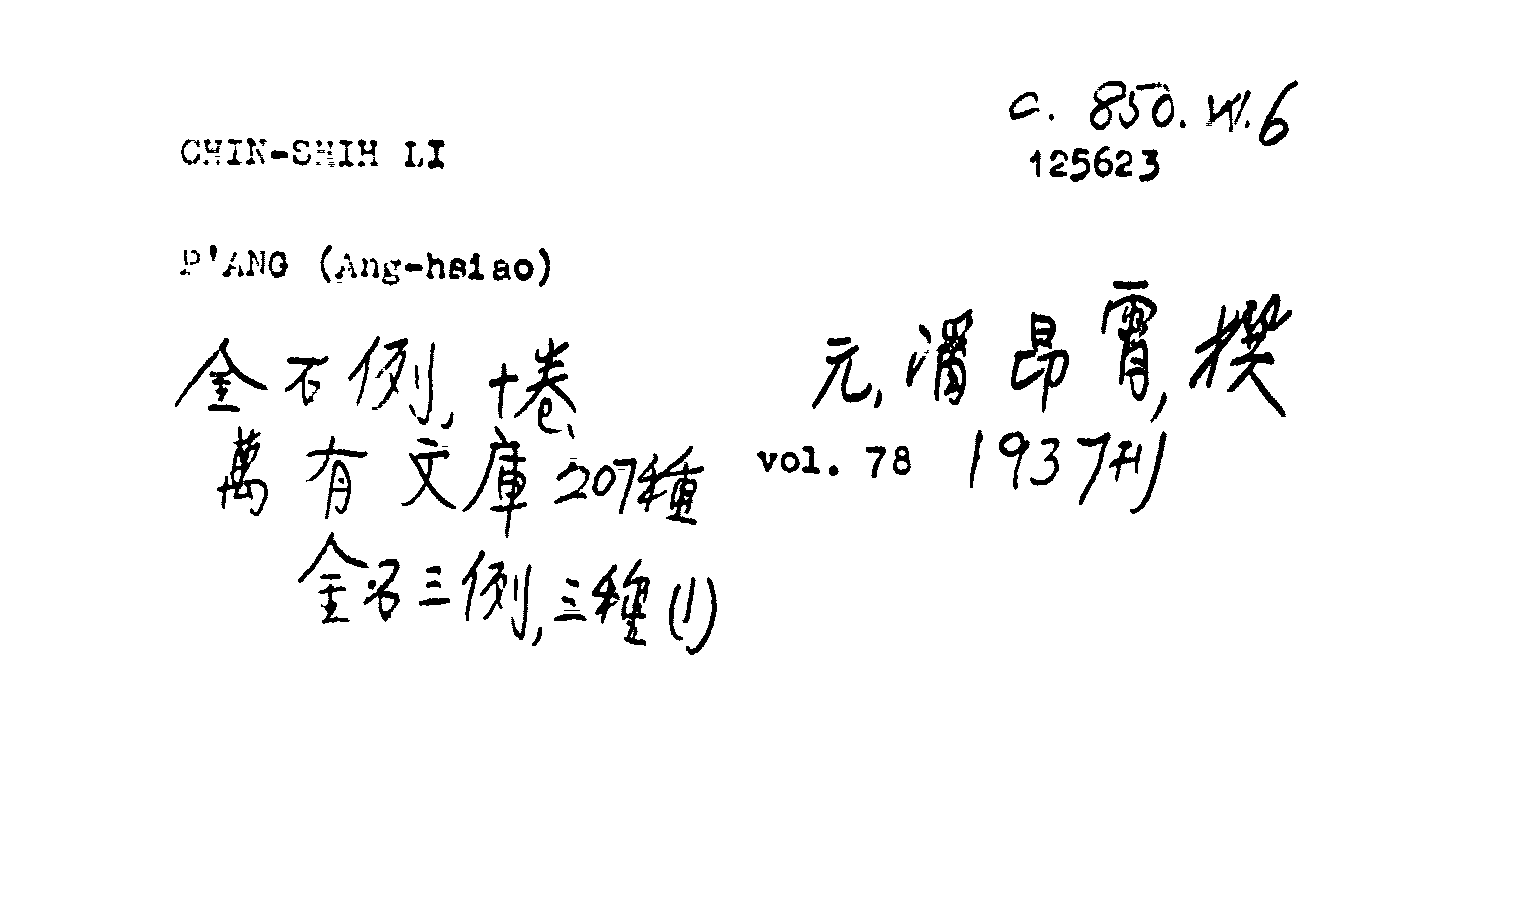 C. 850. W. 6
125623
CHIN-SHIH LI
P'ANG (Ang-hsiao)
金石例, 十卷, 元, 潘昂霄, 撰
萬有文庫 207種 vol. 78 1937刊
金石三例, 三種 (1)